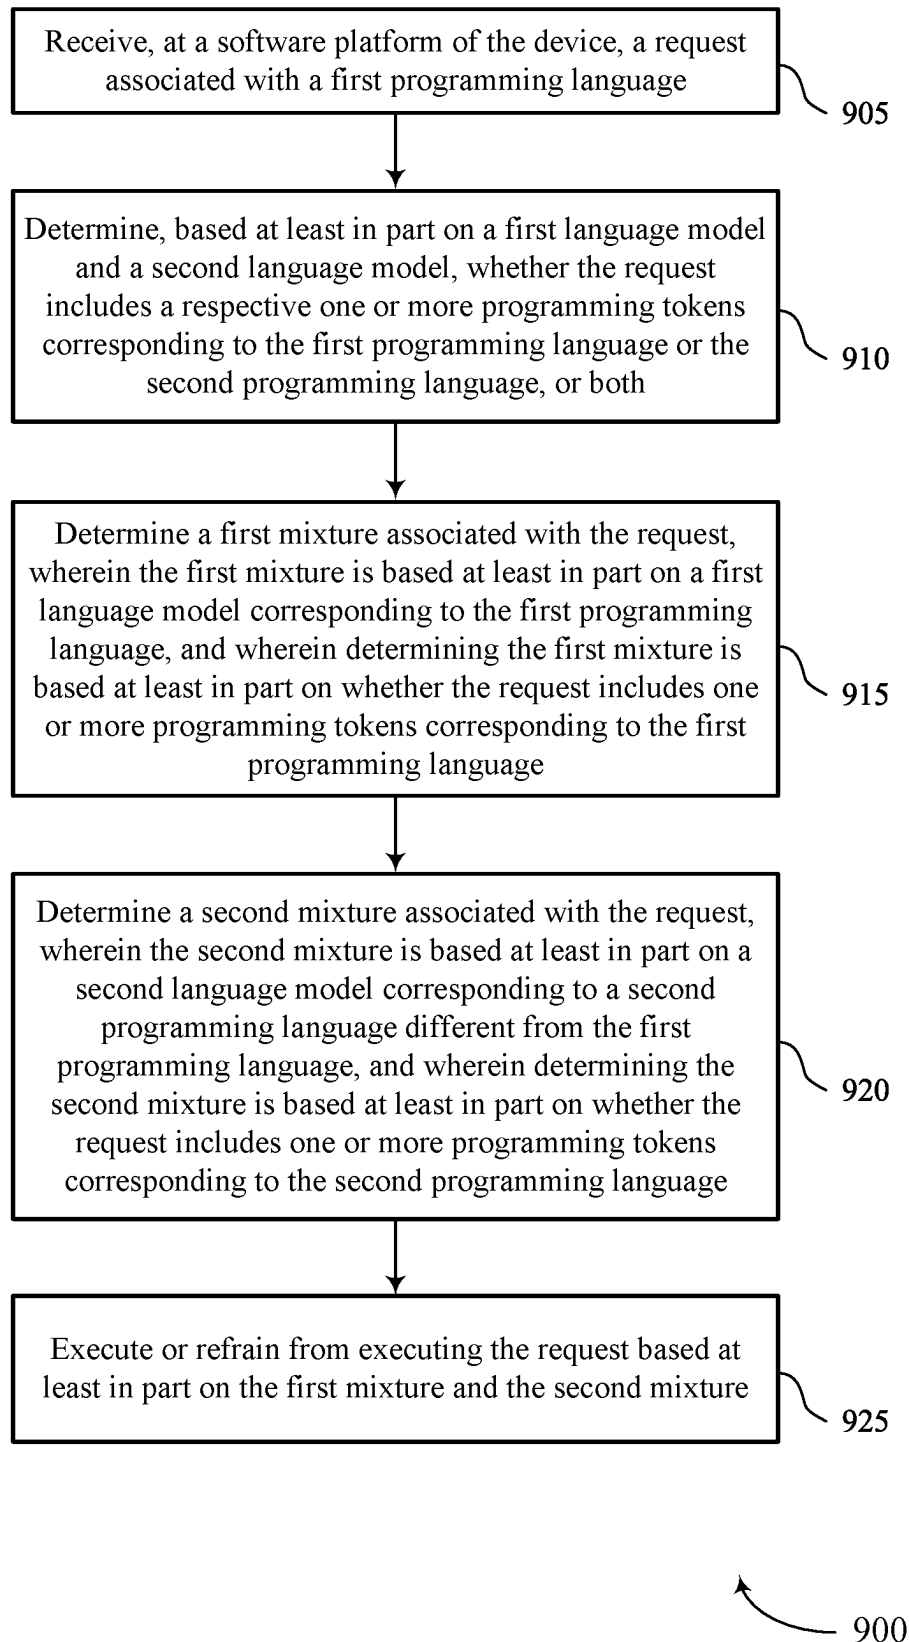 Receive, at a software platform of the device, a request
associated with a first programming language
905
Determine, based at least in part on a first language model
and a second language model, whether the request
includes a respective one or more programming tokens
corresponding to the first programming language or the
second programming language, or both
910
Determine a first mixture associated with the request,
wherein the first mixture is based at least in part on a first
language model corresponding to the first programming
language, and wherein determining the first mixture is
based at least in part on whether the request includes one
or more programming tokens corresponding to the first
programming language
915
Determine a second mixture associated with the request,
wherein the second mixture is based at least in part on a
second language model corresponding to a second
programming language different from the first
programming language, and wherein determining the
second mixture is based at least in part on whether the
request includes one or more programming tokens
corresponding to the second programming language
920
Execute or refrain from executing the request based at
least in part on the first mixture and the second mixture
925
900